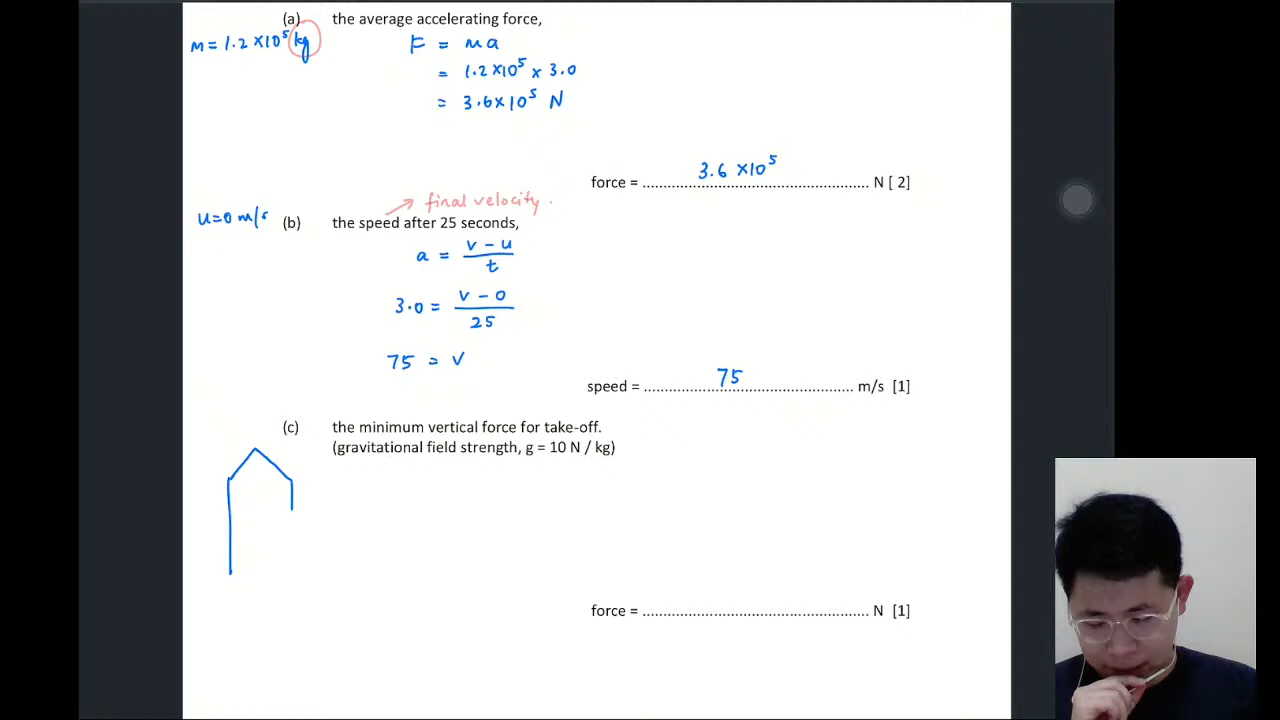 (a) the average accelerating force,
m = 1.2 ×10⁵ kg
F = ma
= 1.2×10⁵ × 3.0
= 3.6×10⁵ N
force = 3.6 ×10⁵ N [ 2]
final velocity.
u=0 m/s (b) the speed after 25 seconds,
a = v - u / t
3.0 = v - 0 / 25
75 = v
speed = 75 m/s [1]
(c) the minimum vertical force for take-off.
(gravitational field strength, g = 10 N / kg)
force = ...................................................... N [1]